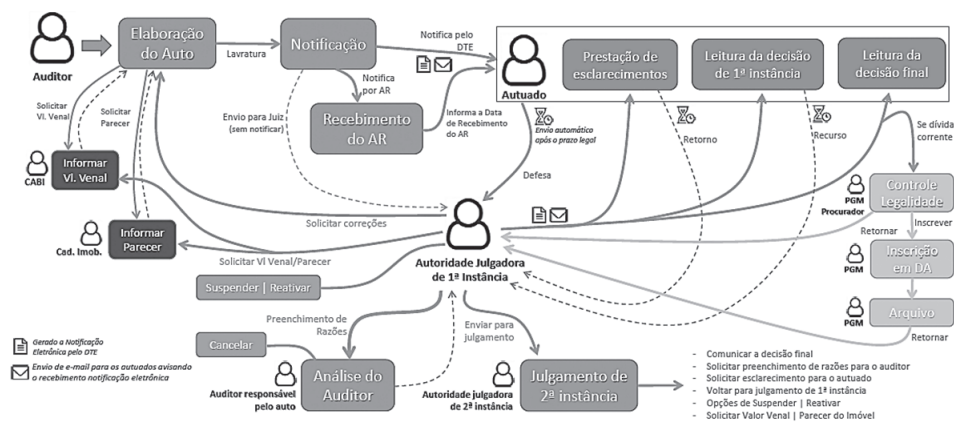 Auditor
Elaboração
do Auto
Lavratura
Notificação
Notifica pelo
DTE
Notifica
por AR
Recebimento
do AR
Informa a Data
de Recebimento
do AR
Envio para Juiz
(sem notificar)
Autuado
Prestação de
esclarecimentos
Leitura da decisão
de 1ª instância
Leitura da
decisão final
Envio automático
após o prazo legal
Defesa
Retorno
Recurso
Se dívida
corrente
Solicitar
Vl. Venal
Solicitar
Parecer
CABI
Informar
Vl. Venal
Cad. Imob.
Informar
Parecer
Solicitar correções
Solicitar Vl Venal/Parecer
Autoridade Julgadora
de 1ª Instância
Suspender | Reativar
PGM
Procurador
Controle
Legalidade
Retornar
Inscrever
PGM
Inscrição
em DA
PGM
Arquivo
Retornar
Preenchimento de
Razões
Enviar para
julgamento
Cancelar
Auditor responsável
pelo auto
Análise do
Auditor
Autoridade julgadora
de 2ª instância
Julgamento de
2ª instância
- Comunicar a decisão final
- Solicitar preenchimento de razões para o auditor
- Solicitar esclarecimento para o autuado
- Voltar para julgamento de 1ª instância
- Opções de Suspender | Reativar
- Solicitar Valor Venal | Parecer do Imóvel
Gerado a Notificação
Eletrônica pelo DTE
Envio de e-mail para os autuados avisando
o recebimento notificação eletrônica